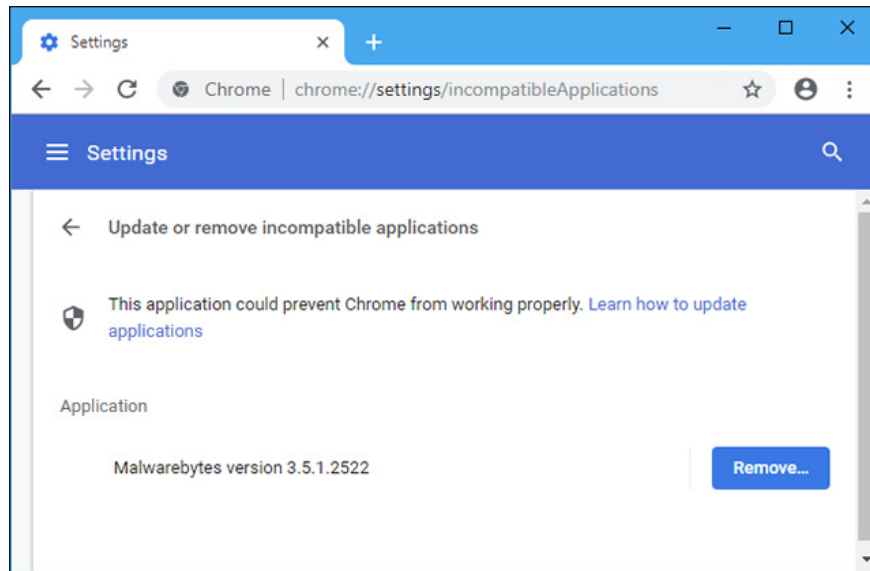 Settings
Chrome | chrome://settings/incompatibleApplications
Settings
Update or remove incompatible applications
This application could prevent Chrome from working properly. Learn how to update
applications
Application
Malwarebytes version 3.5.1.2522
Remove...